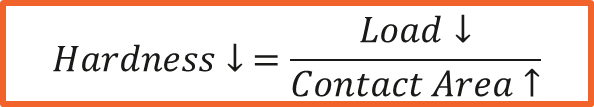 Hardness ↓ = Load ↓ / Contact Area ↑